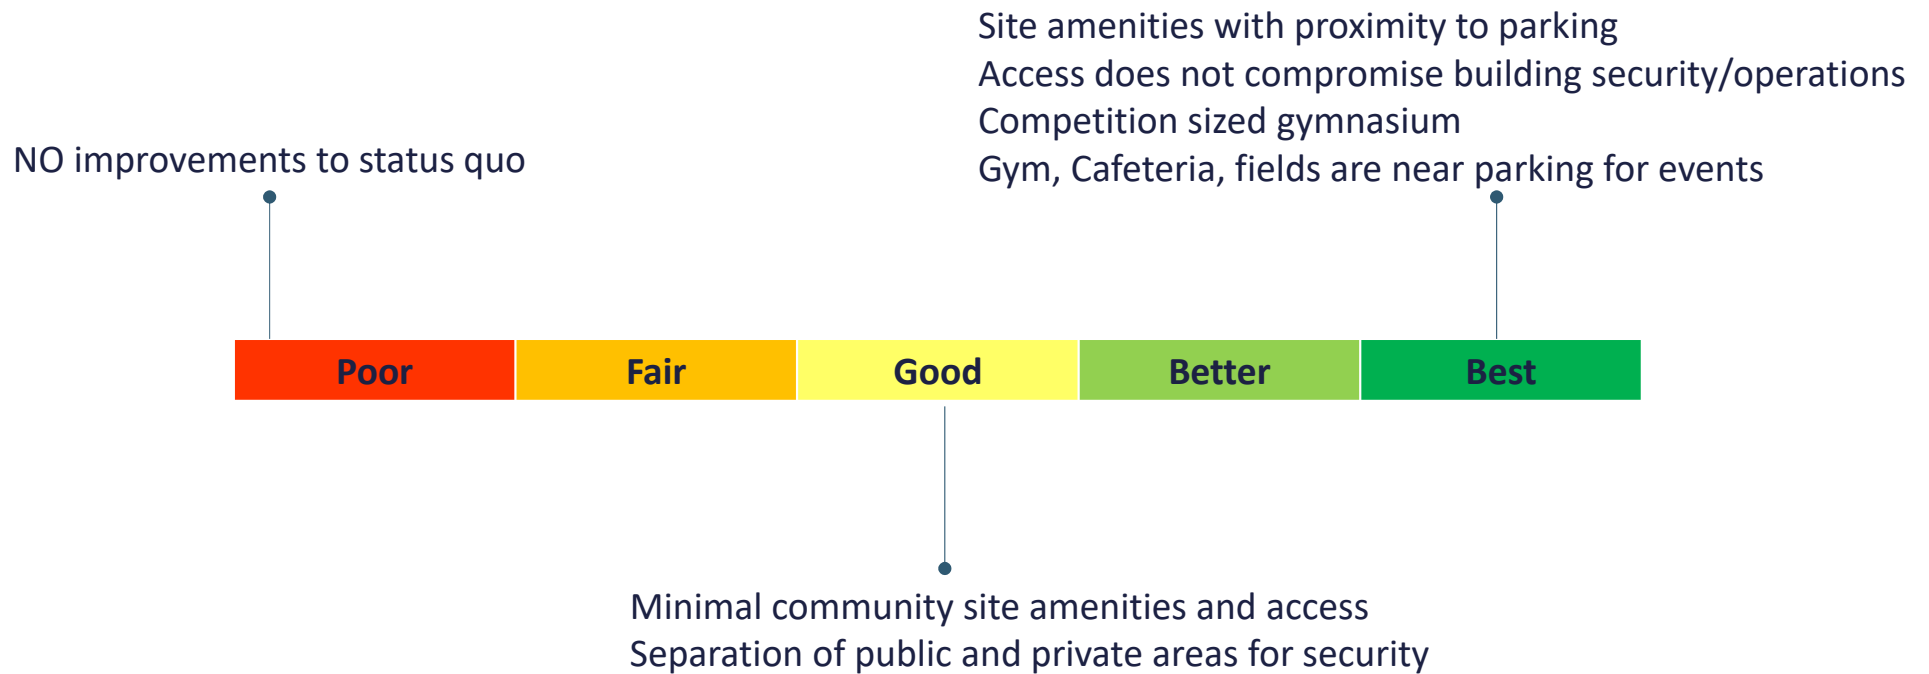 Site amenities with proximity to parking
Access does not compromise building security/operations
Competition sized gymnasium
Gym, Cafeteria, fields are near parking for events
NO improvements to status quo
Poor
Fair
Good
Better
Best
Minimal community site amenities and access
Separation of public and private areas for security